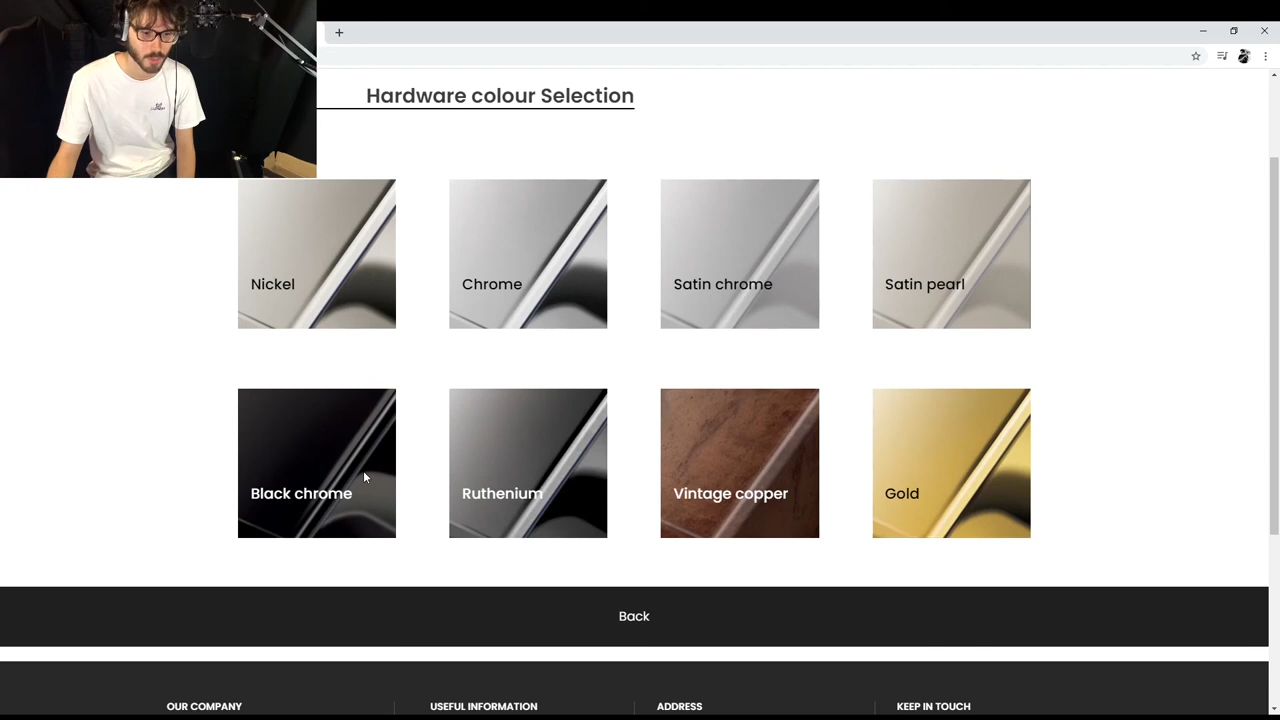 Hardware colour Selection
Nickel
Chrome
Satin chrome
Satin pearl
Black chrome
Ruthenium
Vintage copper
Gold
Back
OUR COMPANY
USEFUL INFORMATION
ADDRESS
KEEP IN TOUCH